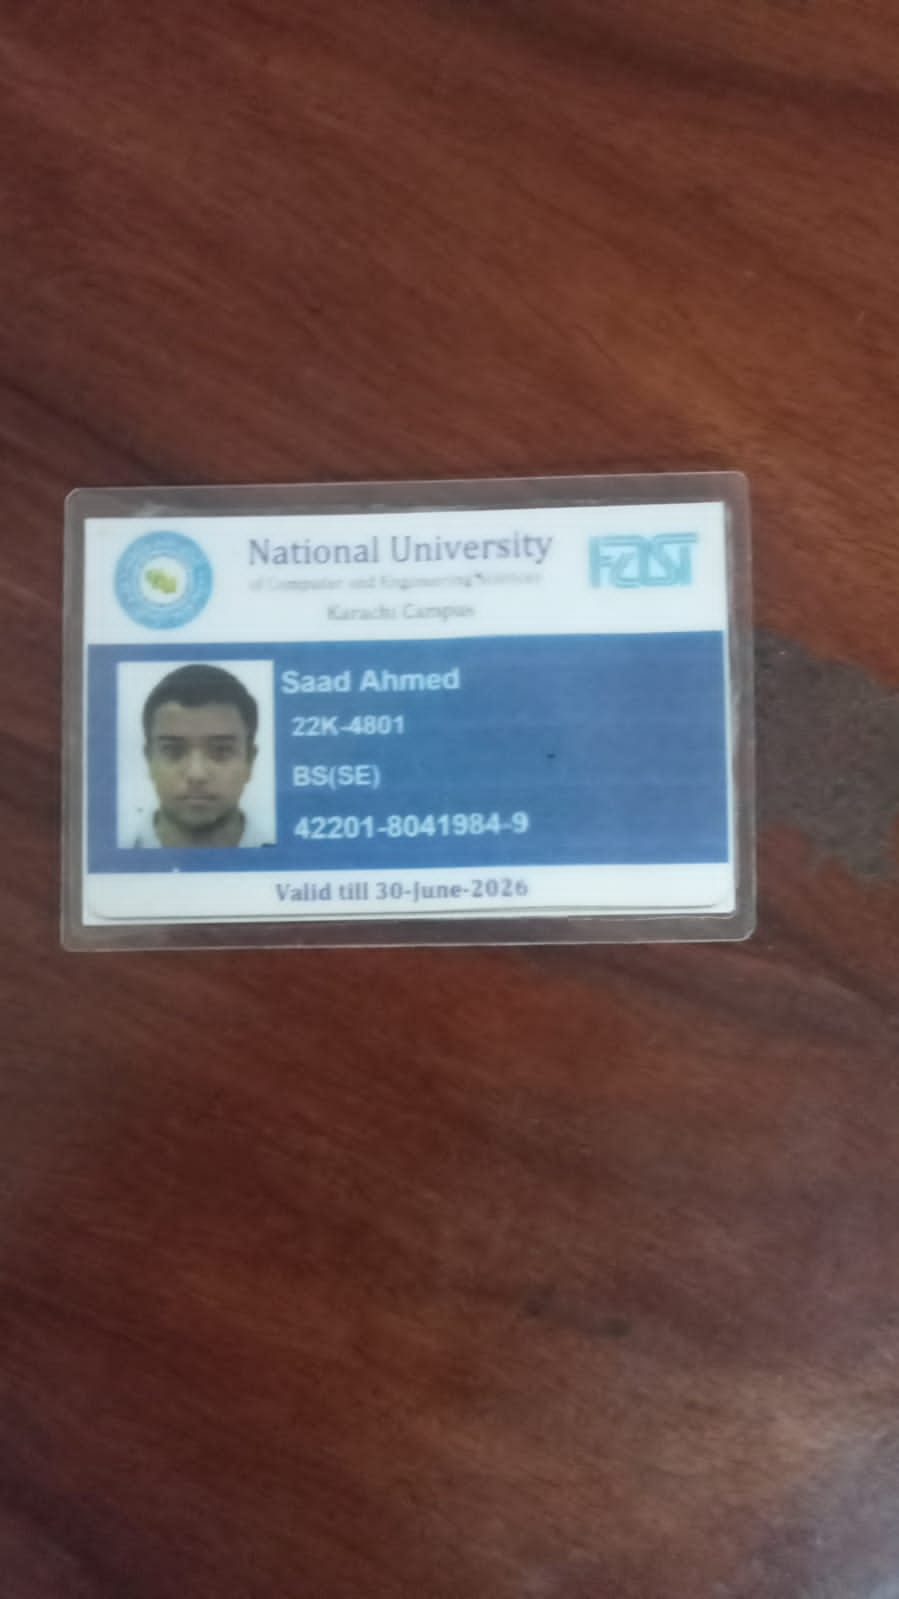 National University
of Computer and Engineering Sciences
Karachi Campus
FAST
Saad Ahmed
22K-4801
BS(SE)
42201-8041984-9
Valid till 30-June-2026